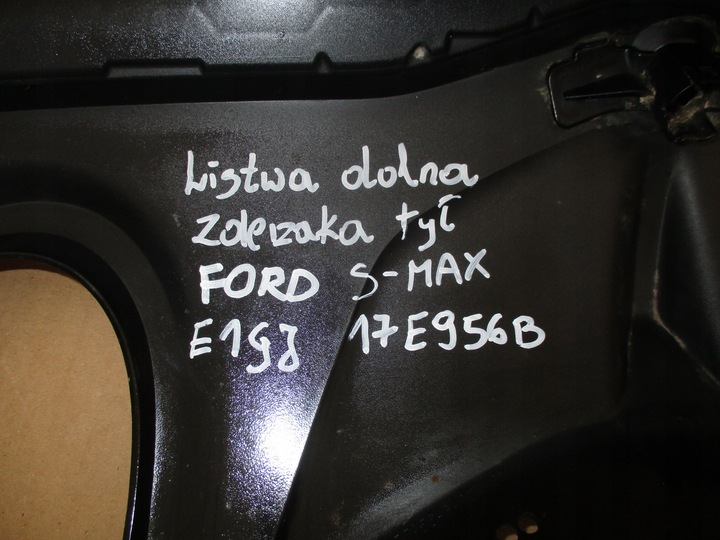 Listwa dolna
zderzaka tył
FORD S-MAX
E1GJ 17E956B